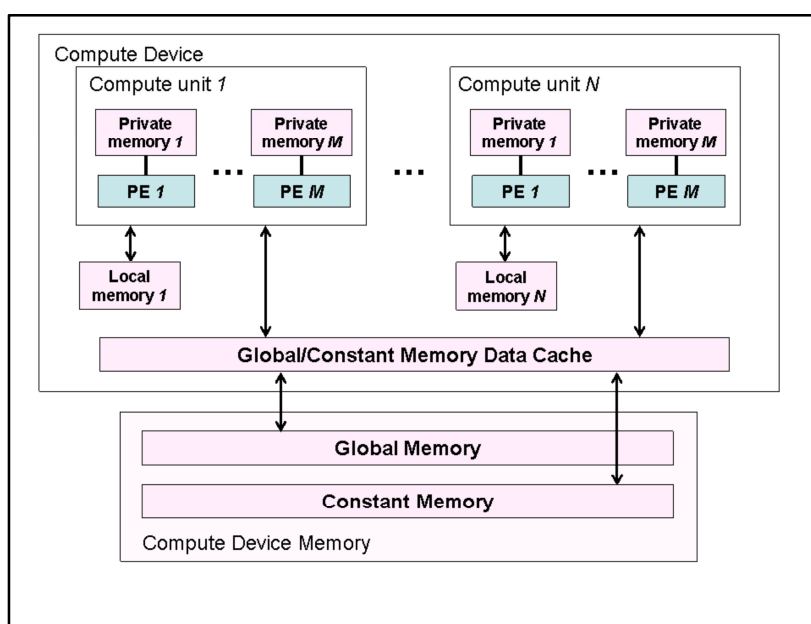 Compute Device
Compute unit 1
Compute unit N
Private
memory 1
Private
memory M
Private
memory 1
Private
memory M
...
...
...
PE 1
PE M
PE 1
PE M
Local
memory 1
Local
memory N
Global/Constant Memory Data Cache
Global Memory
Constant Memory
Compute Device Memory